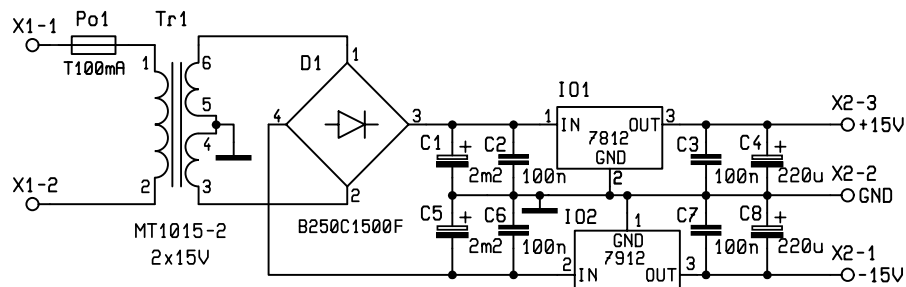 X1-1
Po1
T100mA
Tr1
1
2
6
5
4
3
X1-2
MT1015-2
2x15V
D1
1
4
3
2
B250C1500F
C1
+
2m2
C2
100n
IO1
1
IN
7812
OUT
3
GND
2
C3
100n
C4
+
220u
X2-3
+15V
X2-2
GND
C5
+
2m2
C6
100n
IO2
1
GND
2
IN
7912
OUT
3
C7
100n
C8
+
220u
X2-1
-15V